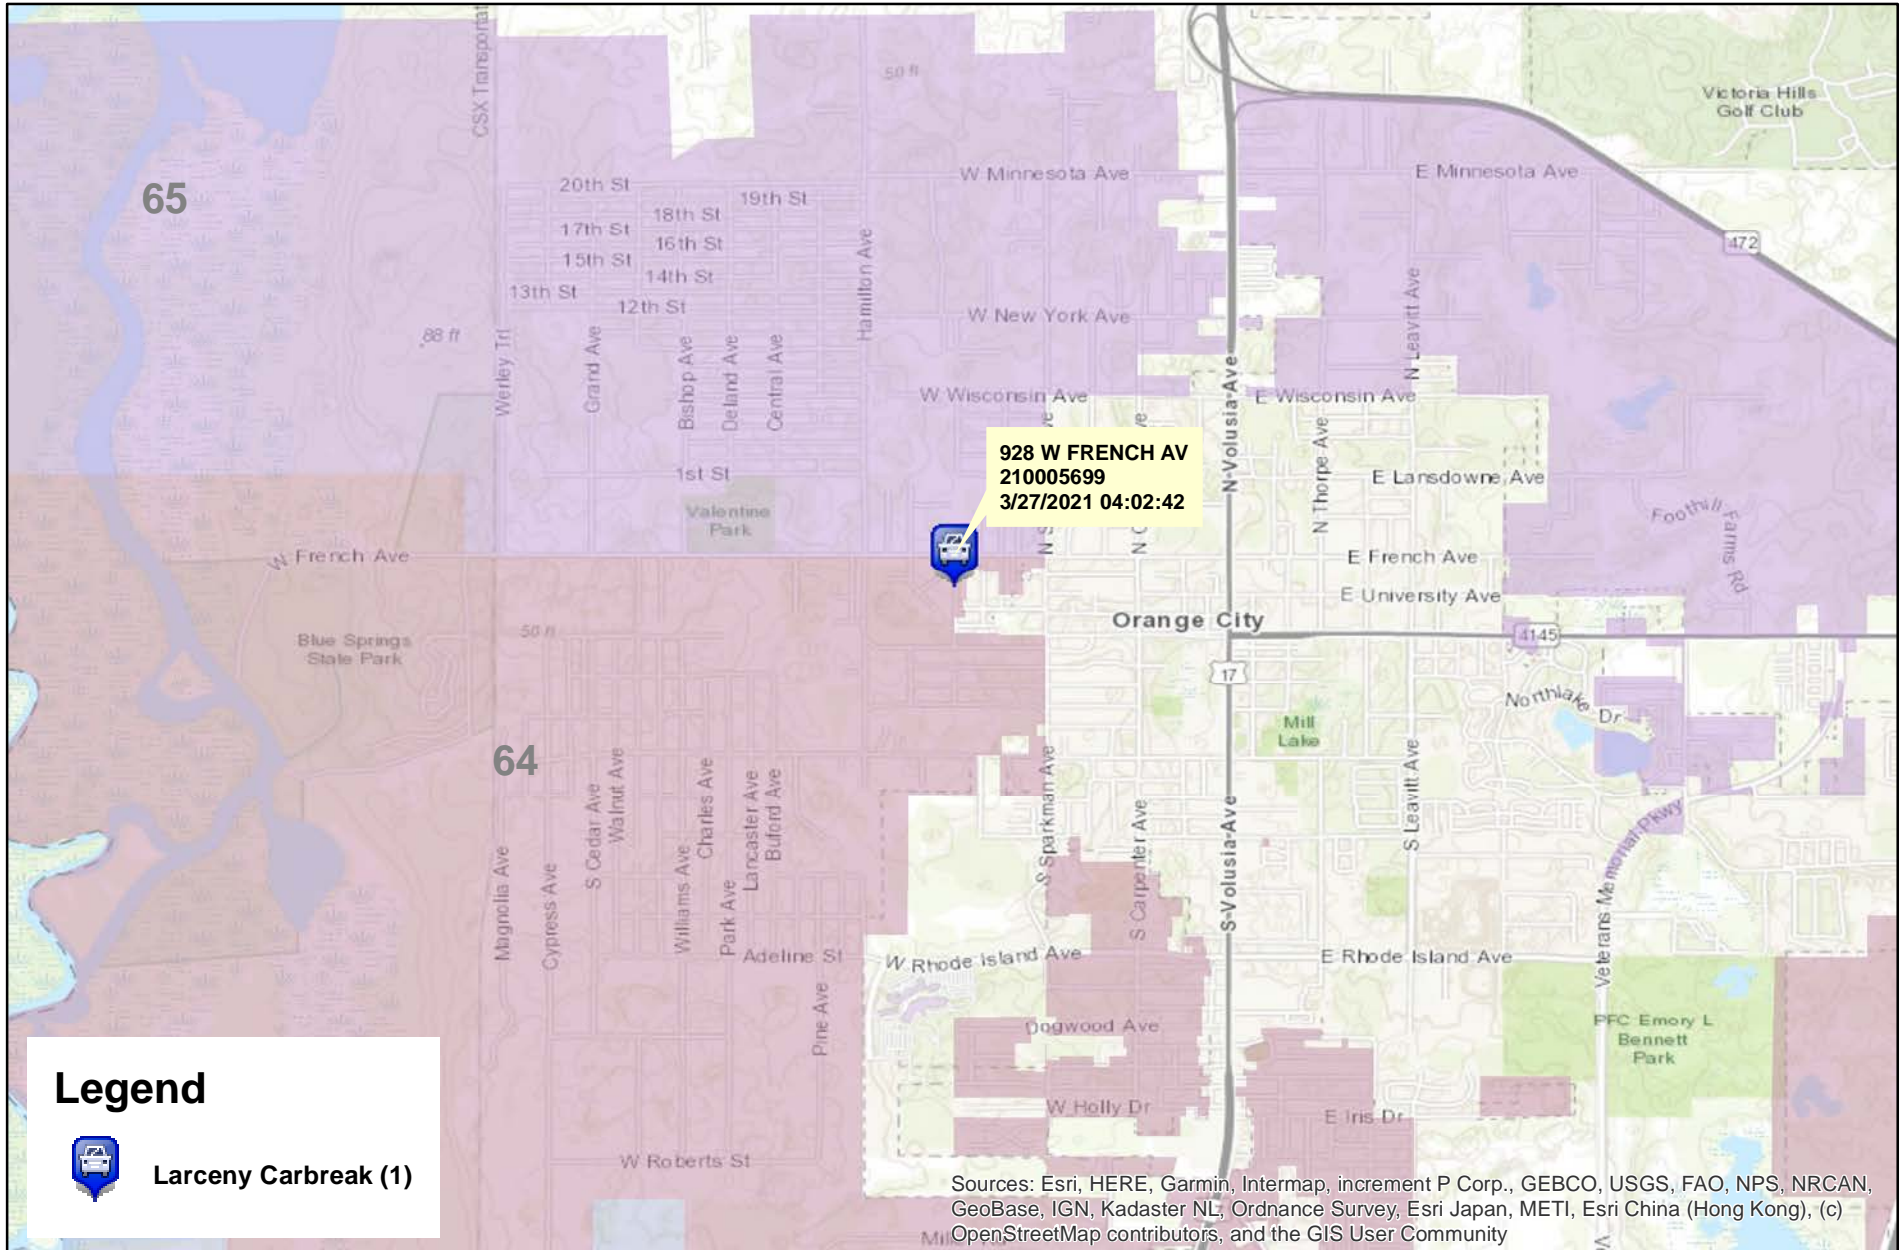 CSX Transportat
50 ft
Victoria Hills
Golf Club
65
20th St
19th St
W Minnesota Ave
E Minnesota Ave
18th St
17th St
16th St
472
15th St
14th St
13th St
12th St
Hamilton Ave
W New York Ave
N Leavitt Ave
88 ft
Werley Trl
Grand Ave
Bishop Ave
Deland Ave
Central Ave
N Volusia Ave
W Wisconsin Ave
E Wisconsin Ave
928 W FRENCH AV
210005699
3/27/2021 04:02:42
1st St
N Thorpe Ave
E Lansdowne Ave
Valentine
Park
Foothill Farms Rd
W French Ave
E French Ave
E University Ave
Orange City
Blue Springs
State Park
50 ft
4145
17
Northlake Dr
Mill
Lake
64
S Cedar Ave
Walnut Ave
Charles Ave
Lancaster Ave
Buford Ave
S Sparkman Ave
S Carpenter Ave
S Volusia Ave
S Leavitt Ave
Veterans Memorial Pkwy
Magnolia Ave
Cypress Ave
Williams Ave
Park Ave
Adeline St
W Rhode Island Ave
E Rhode Island Ave
Pine Ave
Dogwood Ave
PFC Emory L
Bennett
Park
W Holly Dr
E Iris Dr
W Roberts St
Legend
Larceny Carbreak (1)
Sources: Esri, HERE, Garmin, Intermap, increment P Corp., GEBCO, USGS, FAO, NPS, NRCAN,
GeoBase, IGN, Kadaster NL, Ordnance Survey, Esri Japan, METI, Esri China (Hong Kong), (c)
OpenStreetMap contributors, and the GIS User Community